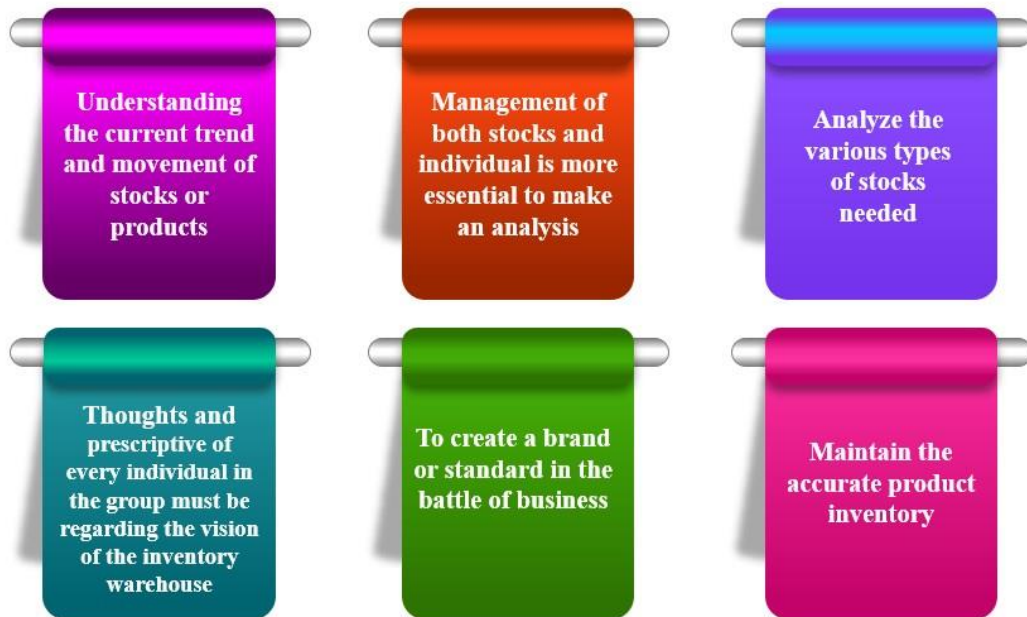 Understanding
the current trend
and movement of
stocks or
products
Management of
both stocks and
individual is more
essential to make
an analysis
Analyze the
various types
of stocks
needed
Thoughts and
prescriptive of
every individual in
the group must be
regarding the vision
of the inventory
warehouse
To create a brand
or standard in the
battle of business
Maintain the
accurate product
inventory